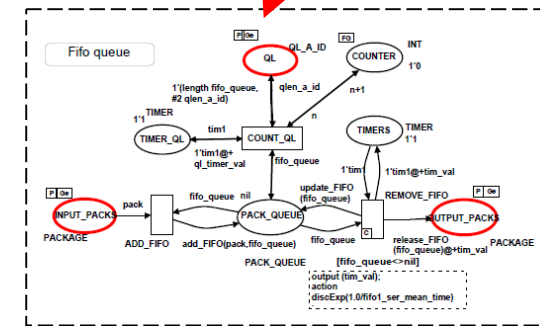 Fifo queue
P Ge
QL_A_ID
QL
FG
INT
COUNTER
1'0
1'(length fifo_queue,
#2 qlen_a_id)
qlen_a_id
n+1
n
TIMER
1'1
TIMER_QL
tim1
1'tim1@+
ql_timer_val
COUNT_QL
TIMERS
TIMER
1'1
fifo_queue
1'tim1
1'tim1@+tim_val
P Ge
INPUT_PACKS
PACKAGE
pack
ADD_FIFO
fifo_queue
nil
PACK_QUEUE
add_FIFO(pack,fifo_queue)
PACK_QUEUE
update_FIFO
(fifo_queue)
fifo_queue
REMOVE_FIFO
C
P Ge
OUTPUT_PACKS
PACKAGE
release_FIFO
(fifo_queue)@+tim_val
[fifo_queue<>nil]
output (tim_val);
action
discExp(1.0/fifo1_ser_mean_time)